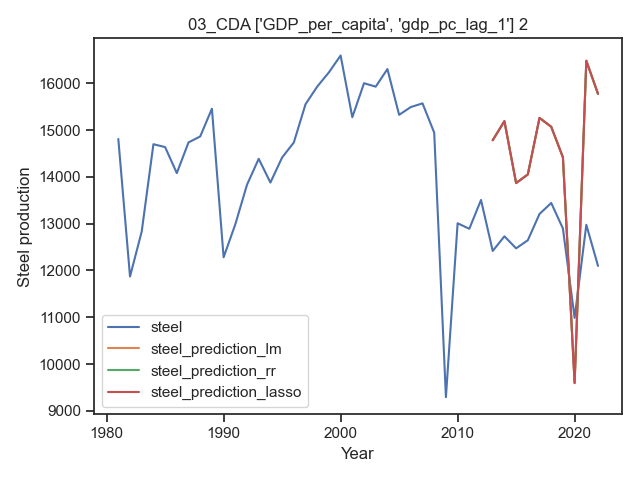 03_CDA ['GDP_per_capita', 'gdp_pc_lag_1'] 2
16000
15000
14000
13000
12000
11000
10000
9000
Steel production
steel
steel_prediction_lm
steel_prediction_rr
steel_prediction_lasso
1980 1990 2000 2010 2020
Year